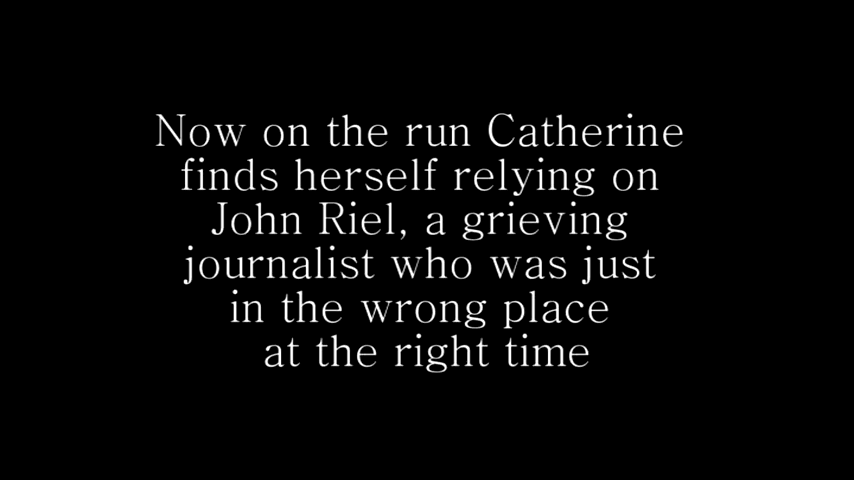 Now on the run Catherine
finds herself relying on
John Riel, a grieving
journalist who was just
in the wrong place
at the right time